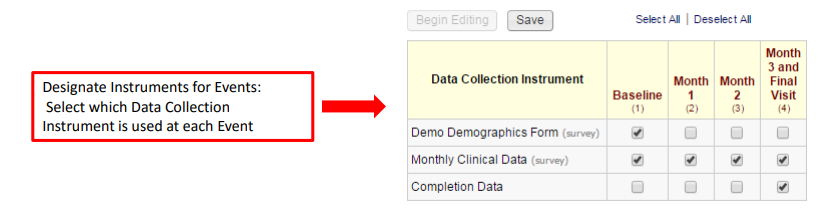 Begin Editing Save Select All | Deselect All
Designate Instruments for Events:
Select which Data Collection
Instrument is used at each Event
Data Collection Instrument
Baseline
(1)
Month
1
(2)
Month
2
(3)
Month
3 and
Final
Visit
(4)
Demo Demographics Form (survey)
Monthly Clinical Data (survey)
Completion Data